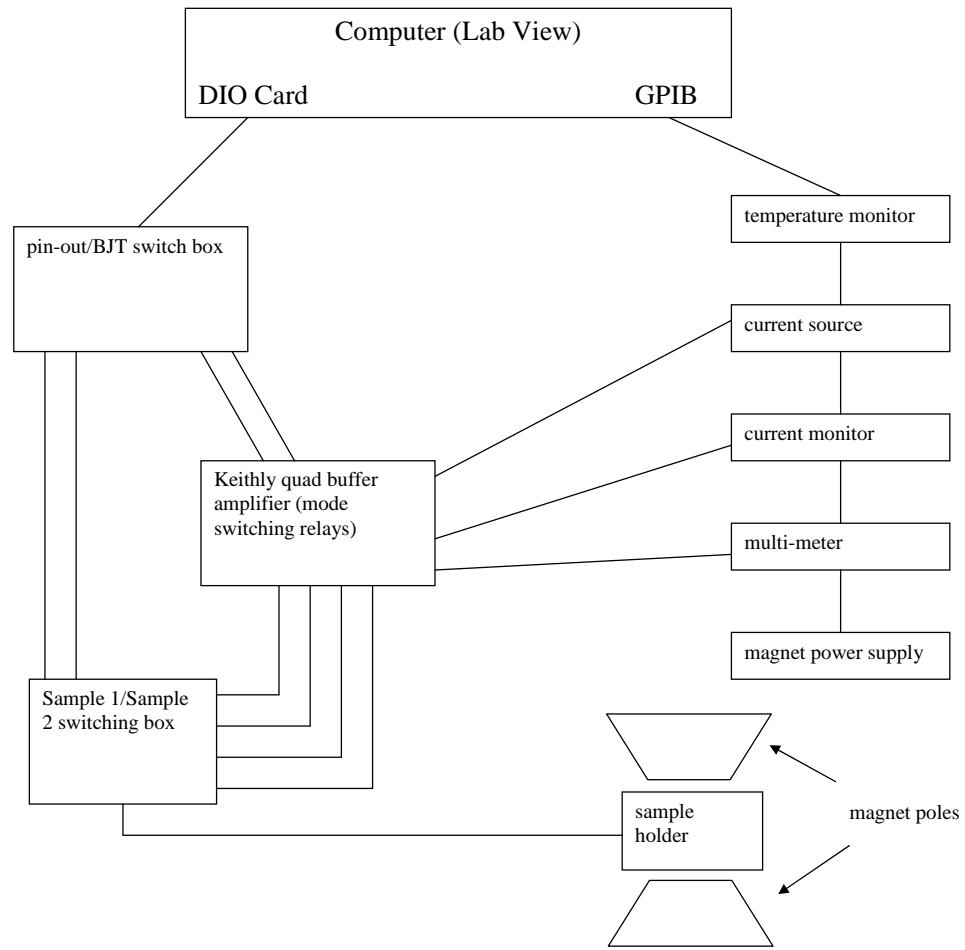 Computer (Lab View)
DIO Card
GPIB
temperature monitor
pin-out/BJT switch box
current source
current monitor
Keithly quad buffer
amplifier (mode
switching relays)
multi-meter
magnet power supply
Sample 1/Sample
2 switching box
sample
holder
magnet poles